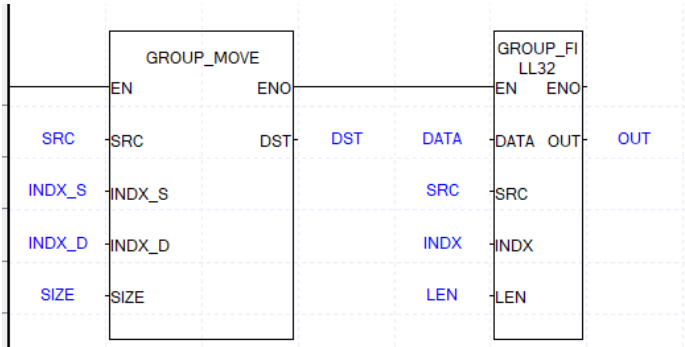 GROUP_MOVE
GROUP_FI
LL32
EN ENO EN ENO
SRC SRC DST DST DATA DATA OUT OUT
INDX_S INDX_S SRC SRC
INDX_D INDX_D INDX INDX
SIZE SIZE LEN LEN